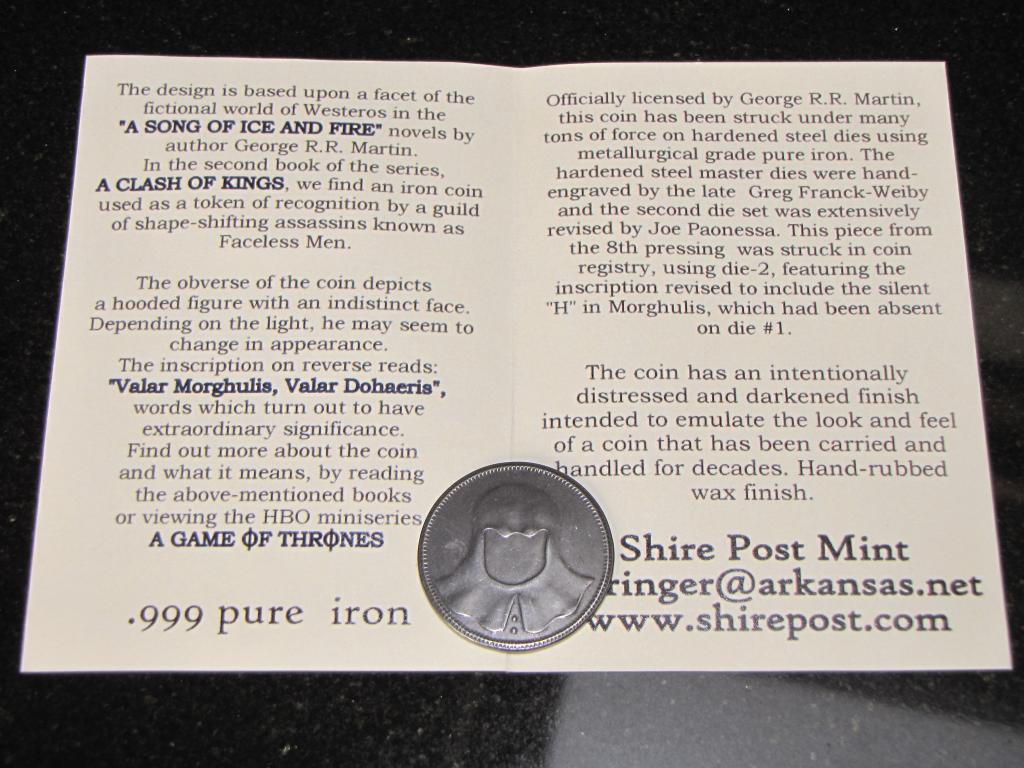 The design is based upon a facet of the
fictional world of Westeros in the
"A SONG OF ICE AND FIRE" novels by
author George R.R. Martin.
In the second book of the series,
A CLASH OF KINGS, we find an iron coin
used as a token of recognition by a guild
of shape-shifting assassins known as
Faceless Men.
The obverse of the coin depicts
a hooded figure with an indistinct face.
Depending on the light, he may seem to
change in appearance.
The inscription on reverse reads:
"Valar Morghulis, Valar Dohaeris",
words which turn out to have
extraordinary significance.
Find out more about the coin
and what it means, by reading
the above-mentioned books
or viewing the HBO miniseries
A GAME ΦF THRΦNES
.999 pure iron
Officially licensed by George R.R. Martin,
this coin has been struck under many
tons of force on hardened steel dies using
metallurgical grade pure iron. The
hardened steel master dies were hand-
engraved by the late Greg Franck-Weiby
and the second die set was extensively
revised by Joe Paonessa. This piece from
the 8th pressing was struck in coin
registry, using die-2, featuring the
inscription revised to include the silent
"H" in Morghulis, which had been absent
on die #1.
The coin has an intentionally
distressed and darkened finish
intended to emulate the look and feel
of a coin that has been carried and
handled for decades. Hand-rubbed
wax finish.
Shire Post Mint
ringer@arkansas.net
www.shirepost.com